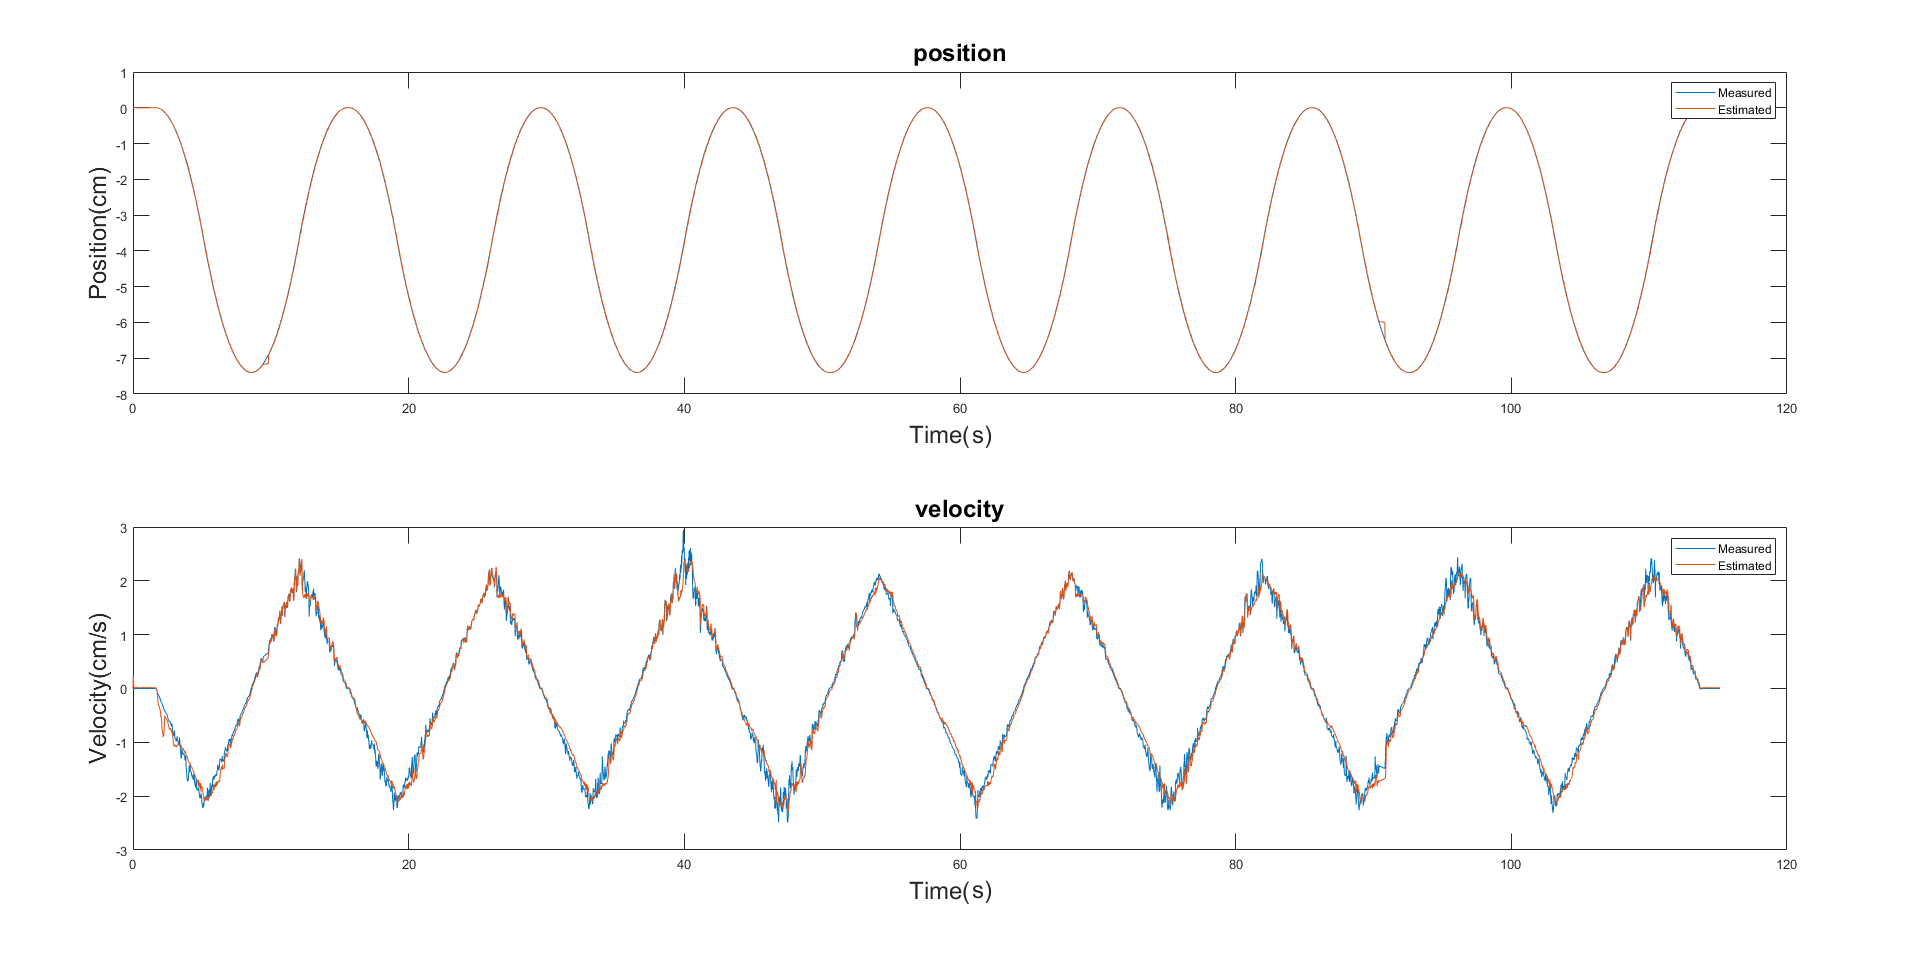 position
1
0
-1
-2
-3
-4
-5
-6
-7
-8
Position(cm)
Measured
Estimated
0 20 40 60 80 100 120
Time(s)
velocity
3
2
1
0
-1
-2
-3
Velocity(cm/s)
Measured
Estimated
0 20 40 60 80 100 120
Time(s)